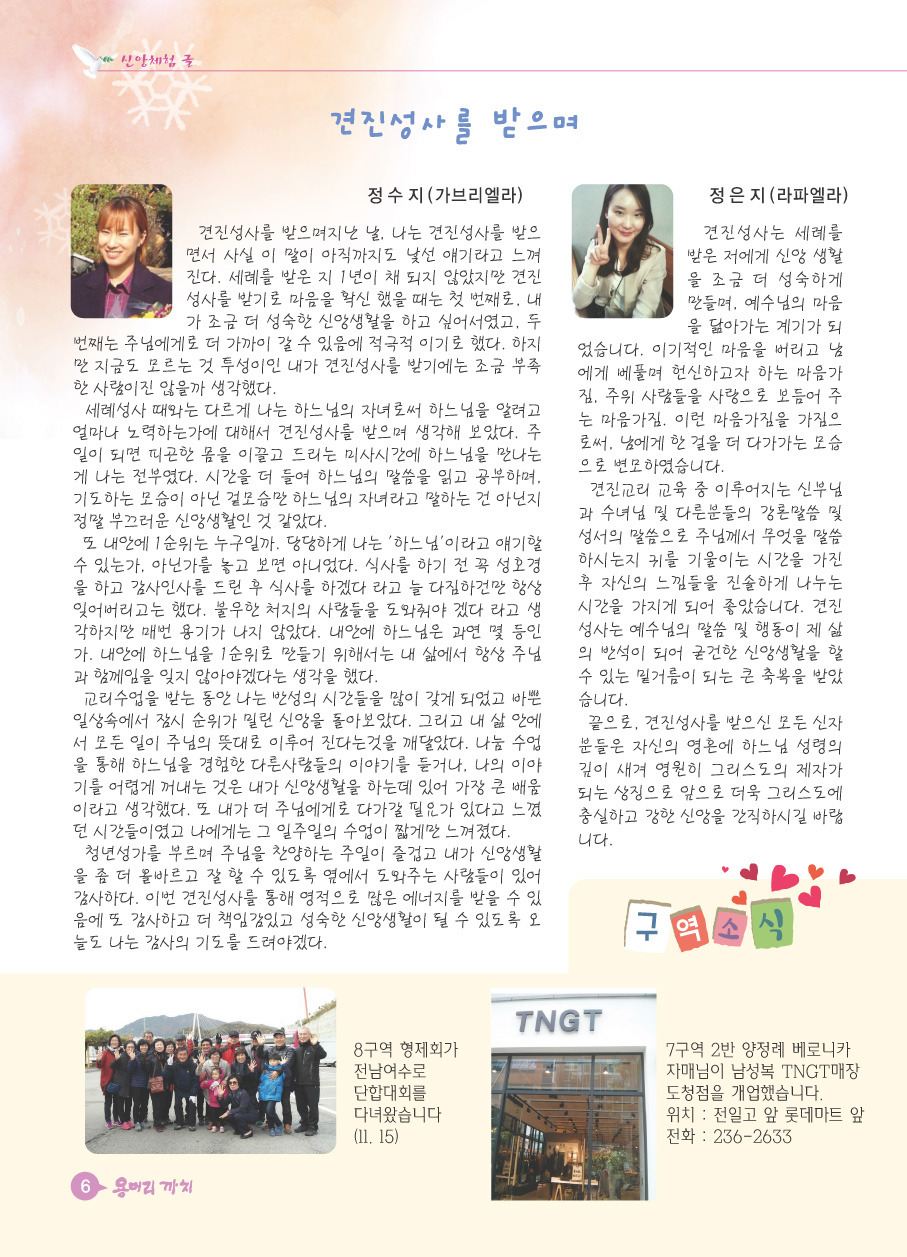 신앙체험 글
견진성사를 받으며
정 수 지 (가브리엘라)
견진성사를 받으며지난 날, 나는 견진성사를 받으
면서 사실 이 말이 아직까지도 낯선 얘기라고 느껴
진다. 세례를 받은 지 1년이 채 되지 않았지만 견진
성사를 받기로 마음을 확신 했을 때는 첫 번째로, 내
가 조금 더 성숙한 신앙생활을 하고 싶어서였고, 두
번째는 주님에게로 더 가까이 갈 수 있음에 적극적 이기로 했다. 하지
만 지금도 모르는 것 투성이인 내가 견진성사를 받기에는 조금 부족
한 사람이진 않을까 생각했다.
세례성사 때와는 다르게 나는 하느님의 자녀로써 하느님을 알려고
얼마나 노력하는가에 대해서 견진성사를 받으며 생각해 보았다. 주
일이 되면 피곤한 몸을 이끌고 드리는 미사시간에 하느님을 만나는
게 나는 전부였다. 시간을 더 들여 하느님의 말씀을 읽고 공부하며,
기도하는 모습이 아닌 겉모습만 하느님의 자녀라고 말하는 건 아닌지
정말 부끄러운 신앙생활인 것 같았다.
또 내안에 1순위는 누구일까. 당당하게 나는 '하느님'이라고 얘기할
수 있는가, 아닌가를 놓고 보면 아니었다. 식사를 하기 전 꼭 성호경
을 하고 감사인사를 드린 후 식사를 하겠다 라고 늘 다짐하건만 항상
잊어버리고는 했다. 불우한 처지의 사람들을 도와줘야 겠다 라고 생
각하지만 매번 용기가 나지 않았다. 내안에 하느님은 과연 몇 등인
가. 내안에 하느님을 1순위로 만들기 위해서는 내 삶에서 항상 주님
과 함께임을 잊지 않아야겠다는 생각을 했다.
교리수업을 받는 동안 나는 반성의 시간들을 많이 갖게 되었고 바쁜
일상속에서 잠시 순위가 밀린 신앙을 돌아보았다. 그리고 내 삶 안에
서 모든 일이 주님의 뜻대로 이루어 진다는것을 깨달았다. 나눔 수업
을 통해 하느님을 경험한 다른사람들의 이야기를 듣거나, 나의 이야
기를 어렵게 꺼내는 것은 내가 신앙생활을 하는데 있어 가장 큰 배움
이라고 생각했다. 또 내가 더 주님에게로 다가갈 필요가 있다고 느꼈
던 시간들이였고 나에게는 그 일주일의 수업이 짧게만 느껴졌다.
청년성가를 부르며 주님을 찬양하는 주일이 즐겁고 내가 신앙생활
을 좀 더 올바르고 잘 할 수 있도록 옆에서 도와주는 사람들이 있어
감사하다. 이번 견진성사를 통해 영적으로 많은 에너지를 받을 수 있
음에 또 감사하고 더 책임감있고 성숙한 신앙생활이 될 수 있도록 오
늘도 나는 감사의 기도를 드려야겠다.
정 은 지 (라파엘라)
견진성사는 세례를
받은 저에게 신앙 생활
을 조금 더 성숙하게
만들며, 예수님의 마음
을 닮아가는 계기가 되
었습니다. 이기적인 마음을 버리고 남
에게 베풀며 헌신하고자 하는 마음가
짐, 주위 사람들을 사랑으로 보듬어 주
는 마음가짐. 이런 마음가짐을 가짐으
로써, 남에게 한 걸음 더 다가가는 모습
으로 변모하였습니다.
견진교리 교육 중 이루어지는 신부님
과 수녀님 및 다른분들의 강론말씀 및
성서의 말씀으로 주님께서 무엇을 말씀
하시는지 귀를 기울이는 시간을 가진
후 자신의 느낌들을 진솔하게 나누는
시간을 가지게 되어 좋았습니다. 견진
성사는 예수님의 말씀 및 행동이 제 삶
의 반석이 되어 굳건한 신앙생활을 할
수 있는 밑거름이 되는 큰 축복을 받았
습니다.
끝으로, 견진성사를 받으신 모든 신자
분들은 자신의 영혼에 하느님 성령의
깊이 새겨 영원히 그리스도의 제자가
되는 상징으로 앞으로 더욱 그리스도에
충실하고 강한 신앙을 간직하시길 바랍
니다.
구역소식
8구역 형제회가
전남여수로
단합대회를
다녀왔습니다
(11. 15)
TNGT
7구역 2반 양정례 베로니카
자매님이 남성복 TNGT매장
도청점을 개업했습니다.
위치 : 전일고 앞 롯데마트 앞
전화 : 236-2633
6 용머리 까치